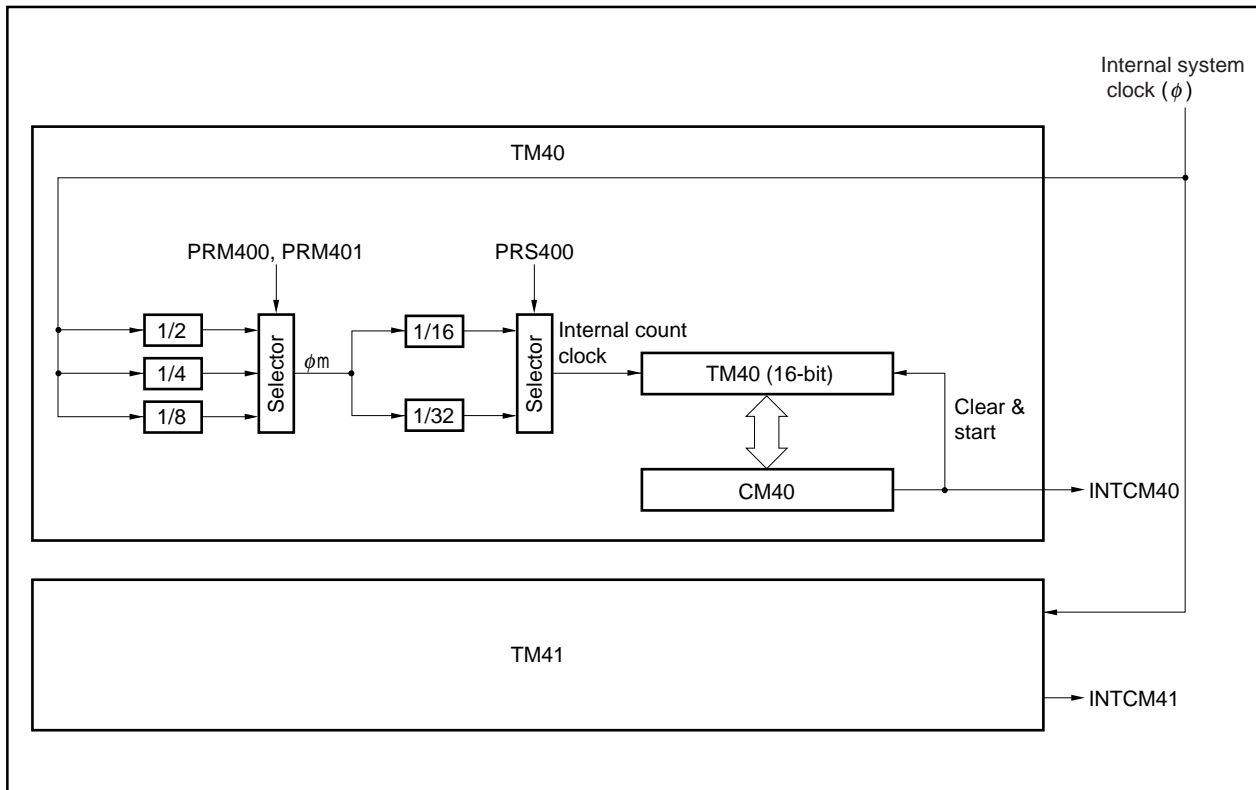 Internal system
clock (φ)
TM40
PRM400, PRM401
PRS400
1/2
1/4
1/8
Selector
φm
1/16
1/32
Selector
Internal count
clock
TM40 (16-bit)
Clear &
start
CM40
INTCM40
TM41
INTCM41